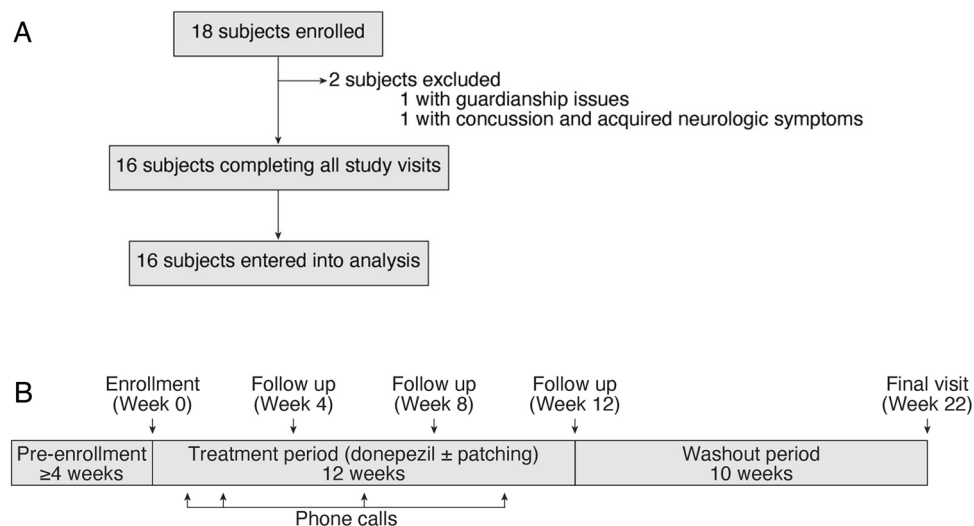 A
18 subjects enrolled
2 subjects excluded
1 with guardianship issues
1 with concussion and acquired neurologic symptoms
16 subjects completing all study visits
16 subjects entered into analysis
B
Enrollment
(Week 0)
Follow up
(Week 4)
Follow up
(Week 8)
Follow up
(Week 12)
Final visit
(Week 22)
Pre-enrollment
≥4 weeks
Treatment period (donepezil ± patching)
12 weeks
Washout period
10 weeks
Phone calls